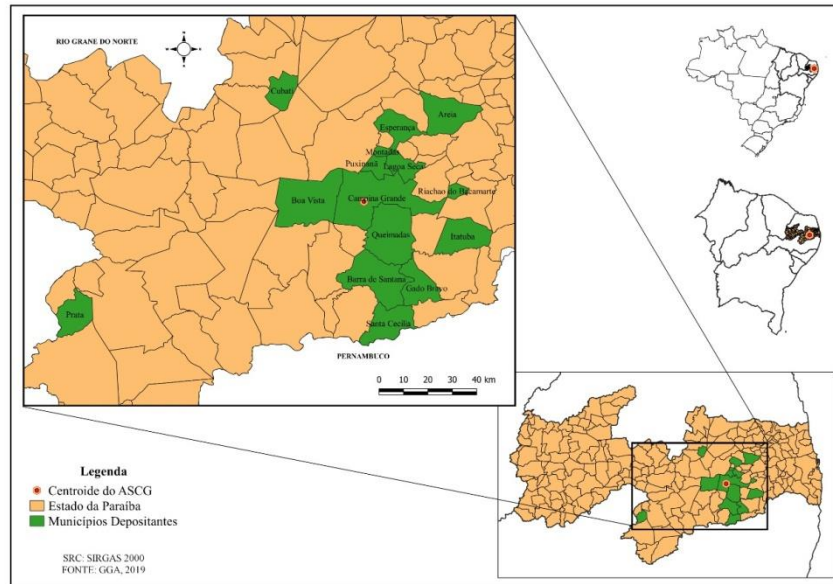 RIO GRANE DO NORTE
Cubati
Areia
Esperança
Montadas
Puxinanã
Lagoa Seca
Riachao do Bacamarte
Boa Vista
Campina Grande
Queimadas
Itatuba
Barra de Santana
Gado Bravo
Prata
Santa Cecília
PERNAMBUCO
0 10 20 30 40 km
Legenda
Centroide do ASCG
Estado da Paraíba
Municípios Depositantes
SRC: SIRGAS 2000
FONTE: GGA, 2019